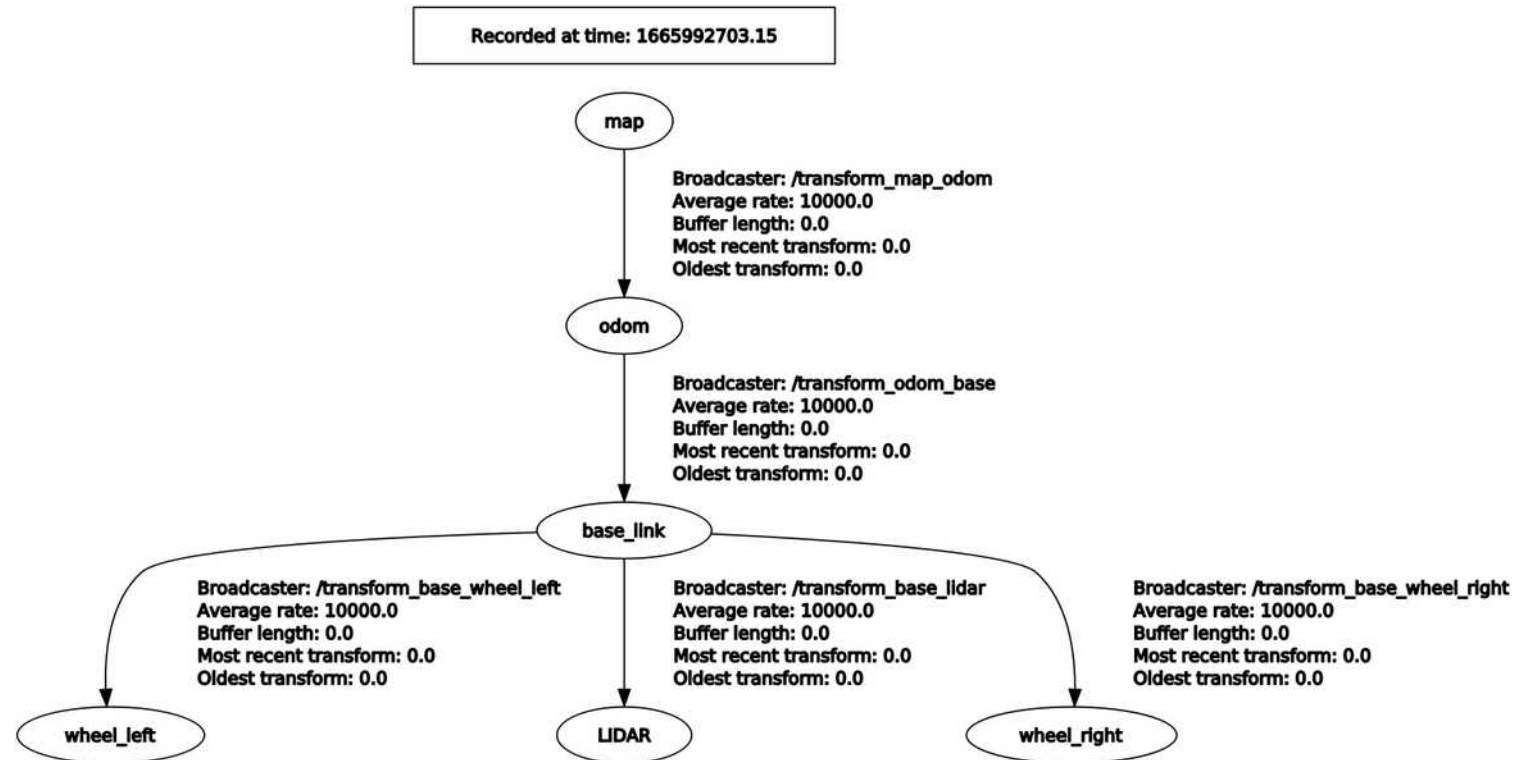 Recorded at time: 1665992703.15
map
Broadcaster: /transform_map_odom
Average rate: 10000.0
Buffer length: 0.0
Most recent transform: 0.0
Oldest transform: 0.0
odom
Broadcaster: /transform_odom_base
Average rate: 10000.0
Buffer length: 0.0
Most recent transform: 0.0
Oldest transform: 0.0
base_link
Broadcaster: /transform_base_wheel_left
Average rate: 10000.0
Buffer length: 0.0
Most recent transform: 0.0
Oldest transform: 0.0
Broadcaster: /transform_base_lidar
Average rate: 10000.0
Buffer length: 0.0
Most recent transform: 0.0
Oldest transform: 0.0
Broadcaster: /transform_base_wheel_right
Average rate: 10000.0
Buffer length: 0.0
Most recent transform: 0.0
Oldest transform: 0.0
wheel_left
LIDAR
wheel_right